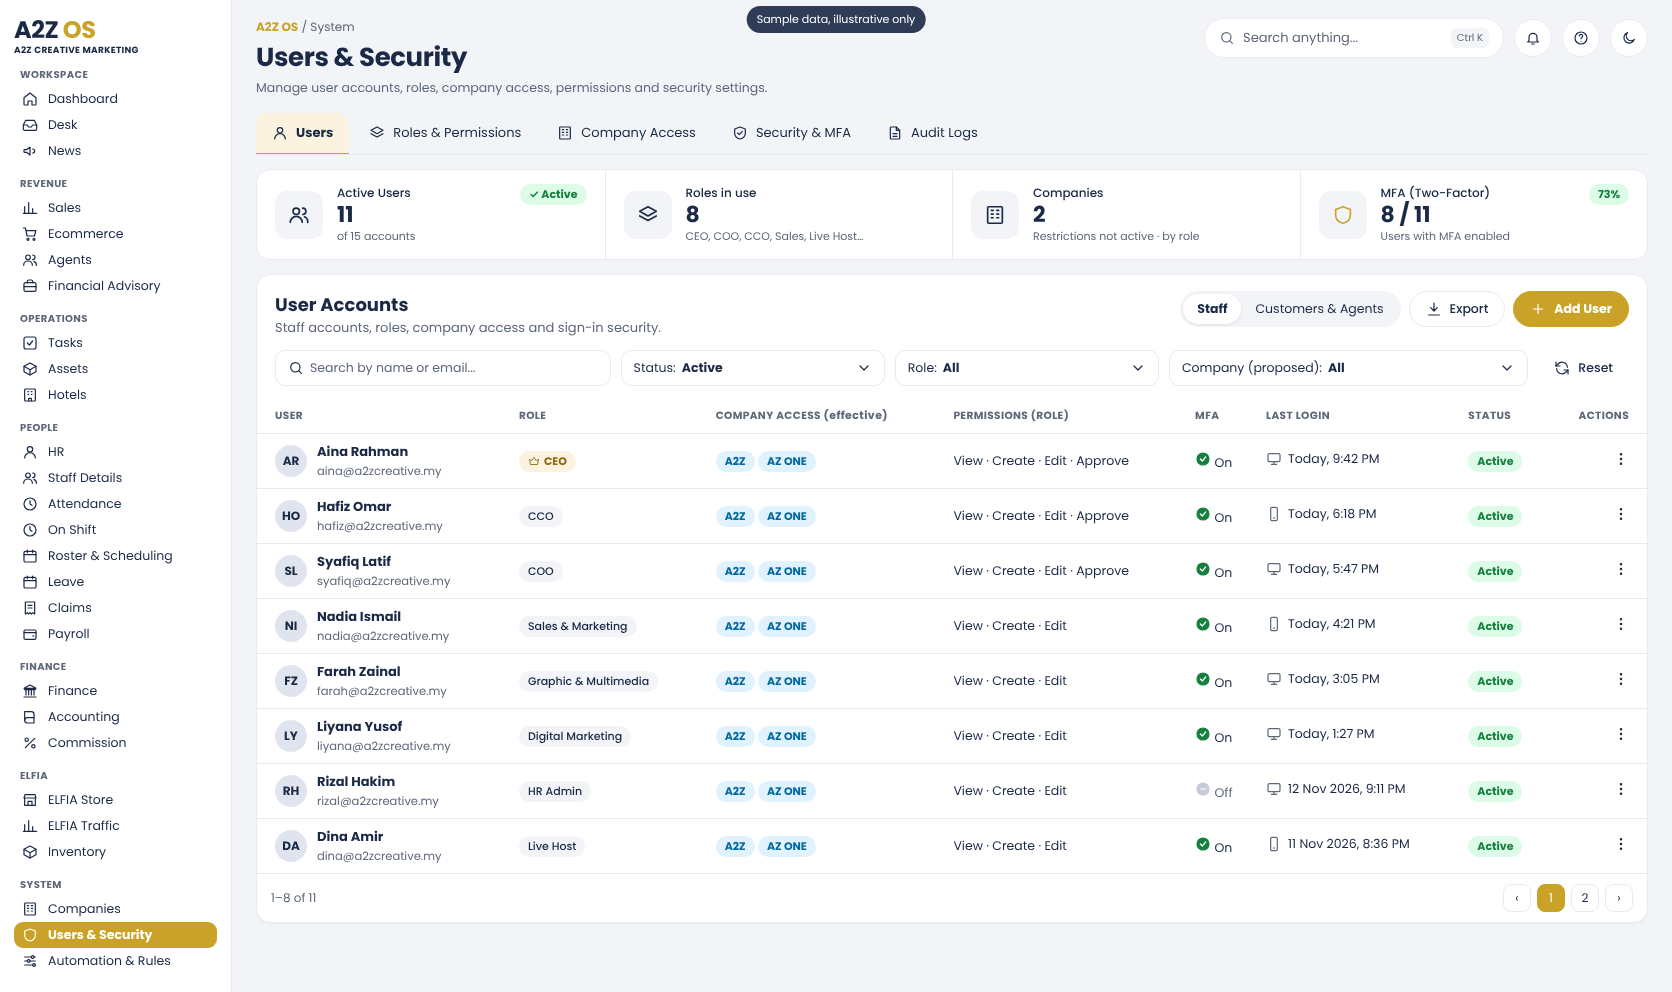 A2Z OS
A2Z CREATIVE MARKETING
WORKSPACE
Dashboard
Desk
News
REVENUE
Sales
Ecommerce
Agents
Financial Advisory
OPERATIONS
Tasks
Assets
Hotels
PEOPLE
HR
Staff Details
Attendance
On Shift
Roster & Scheduling
Leave
Claims
Payroll
FINANCE
Finance
Accounting
Commission
ELFIA
ELFIA Store
ELFIA Traffic
Inventory
SYSTEM
Companies
Users & Security
Automation & Rules
A2Z OS / System
Sample data, illustrative only
Search anything... Ctrl K
Users & Security
Manage user accounts, roles, company access, permissions and security settings.
Users Roles & Permissions Company Access Security & MFA Audit Logs
Active Users
✓ Active
11
of 15 accounts
Roles in use
8
CEO, COO, CCO, Sales, Live Host...
Companies
2
Restrictions not active · by role
MFA (Two-Factor)
73%
8 / 11
Users with MFA enabled
User Accounts
Staff accounts, roles, company access and sign-in security.
Staff Customers & Agents Export + Add User
Search by name or email... Status: Active Role: All Company (proposed): All Reset
USER ROLE COMPANY ACCESS (effective) PERMISSIONS (ROLE) MFA LAST LOGIN STATUS ACTIONS
AR Aina Rahman CEO A2Z AZ ONE View · Create · Edit · Approve On Today, 9:42 PM Active
aina@a2zcreative.my
HO Hafiz Omar CCO A2Z AZ ONE View · Create · Edit · Approve On Today, 6:18 PM Active
hafiz@a2zcreative.my
SL Syafiq Latif COO A2Z AZ ONE View · Create · Edit · Approve On Today, 5:47 PM Active
syafiq@a2zcreative.my
NI Nadia Ismail Sales & Marketing A2Z AZ ONE View · Create · Edit On Today, 4:21 PM Active
nadia@a2zcreative.my
FZ Farah Zainal Graphic & Multimedia A2Z AZ ONE View · Create · Edit On Today, 3:05 PM Active
farah@a2zcreative.my
LY Liyana Yusof Digital Marketing A2Z AZ ONE View · Create · Edit On Today, 1:27 PM Active
liyana@a2zcreative.my
RH Rizal Hakim HR Admin A2Z AZ ONE View · Create · Edit Off 12 Nov 2026, 9:11 PM Active
rizal@a2zcreative.my
DA Dina Amir Live Host A2Z AZ ONE View · Create · Edit On 11 Nov 2026, 8:36 PM Active
dina@a2zcreative.my
1–8 of 11 ‹ 1 2 ›